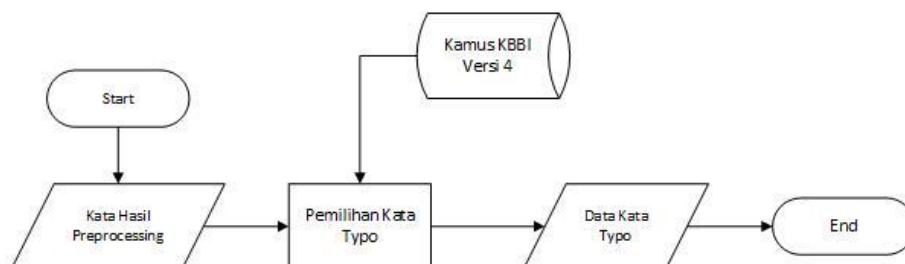 Kamus KBBI
Versi 4
Start
Kata Hasil
Preprocessing
Pemilihan Kata
Typo
Data Kata
Typo
End